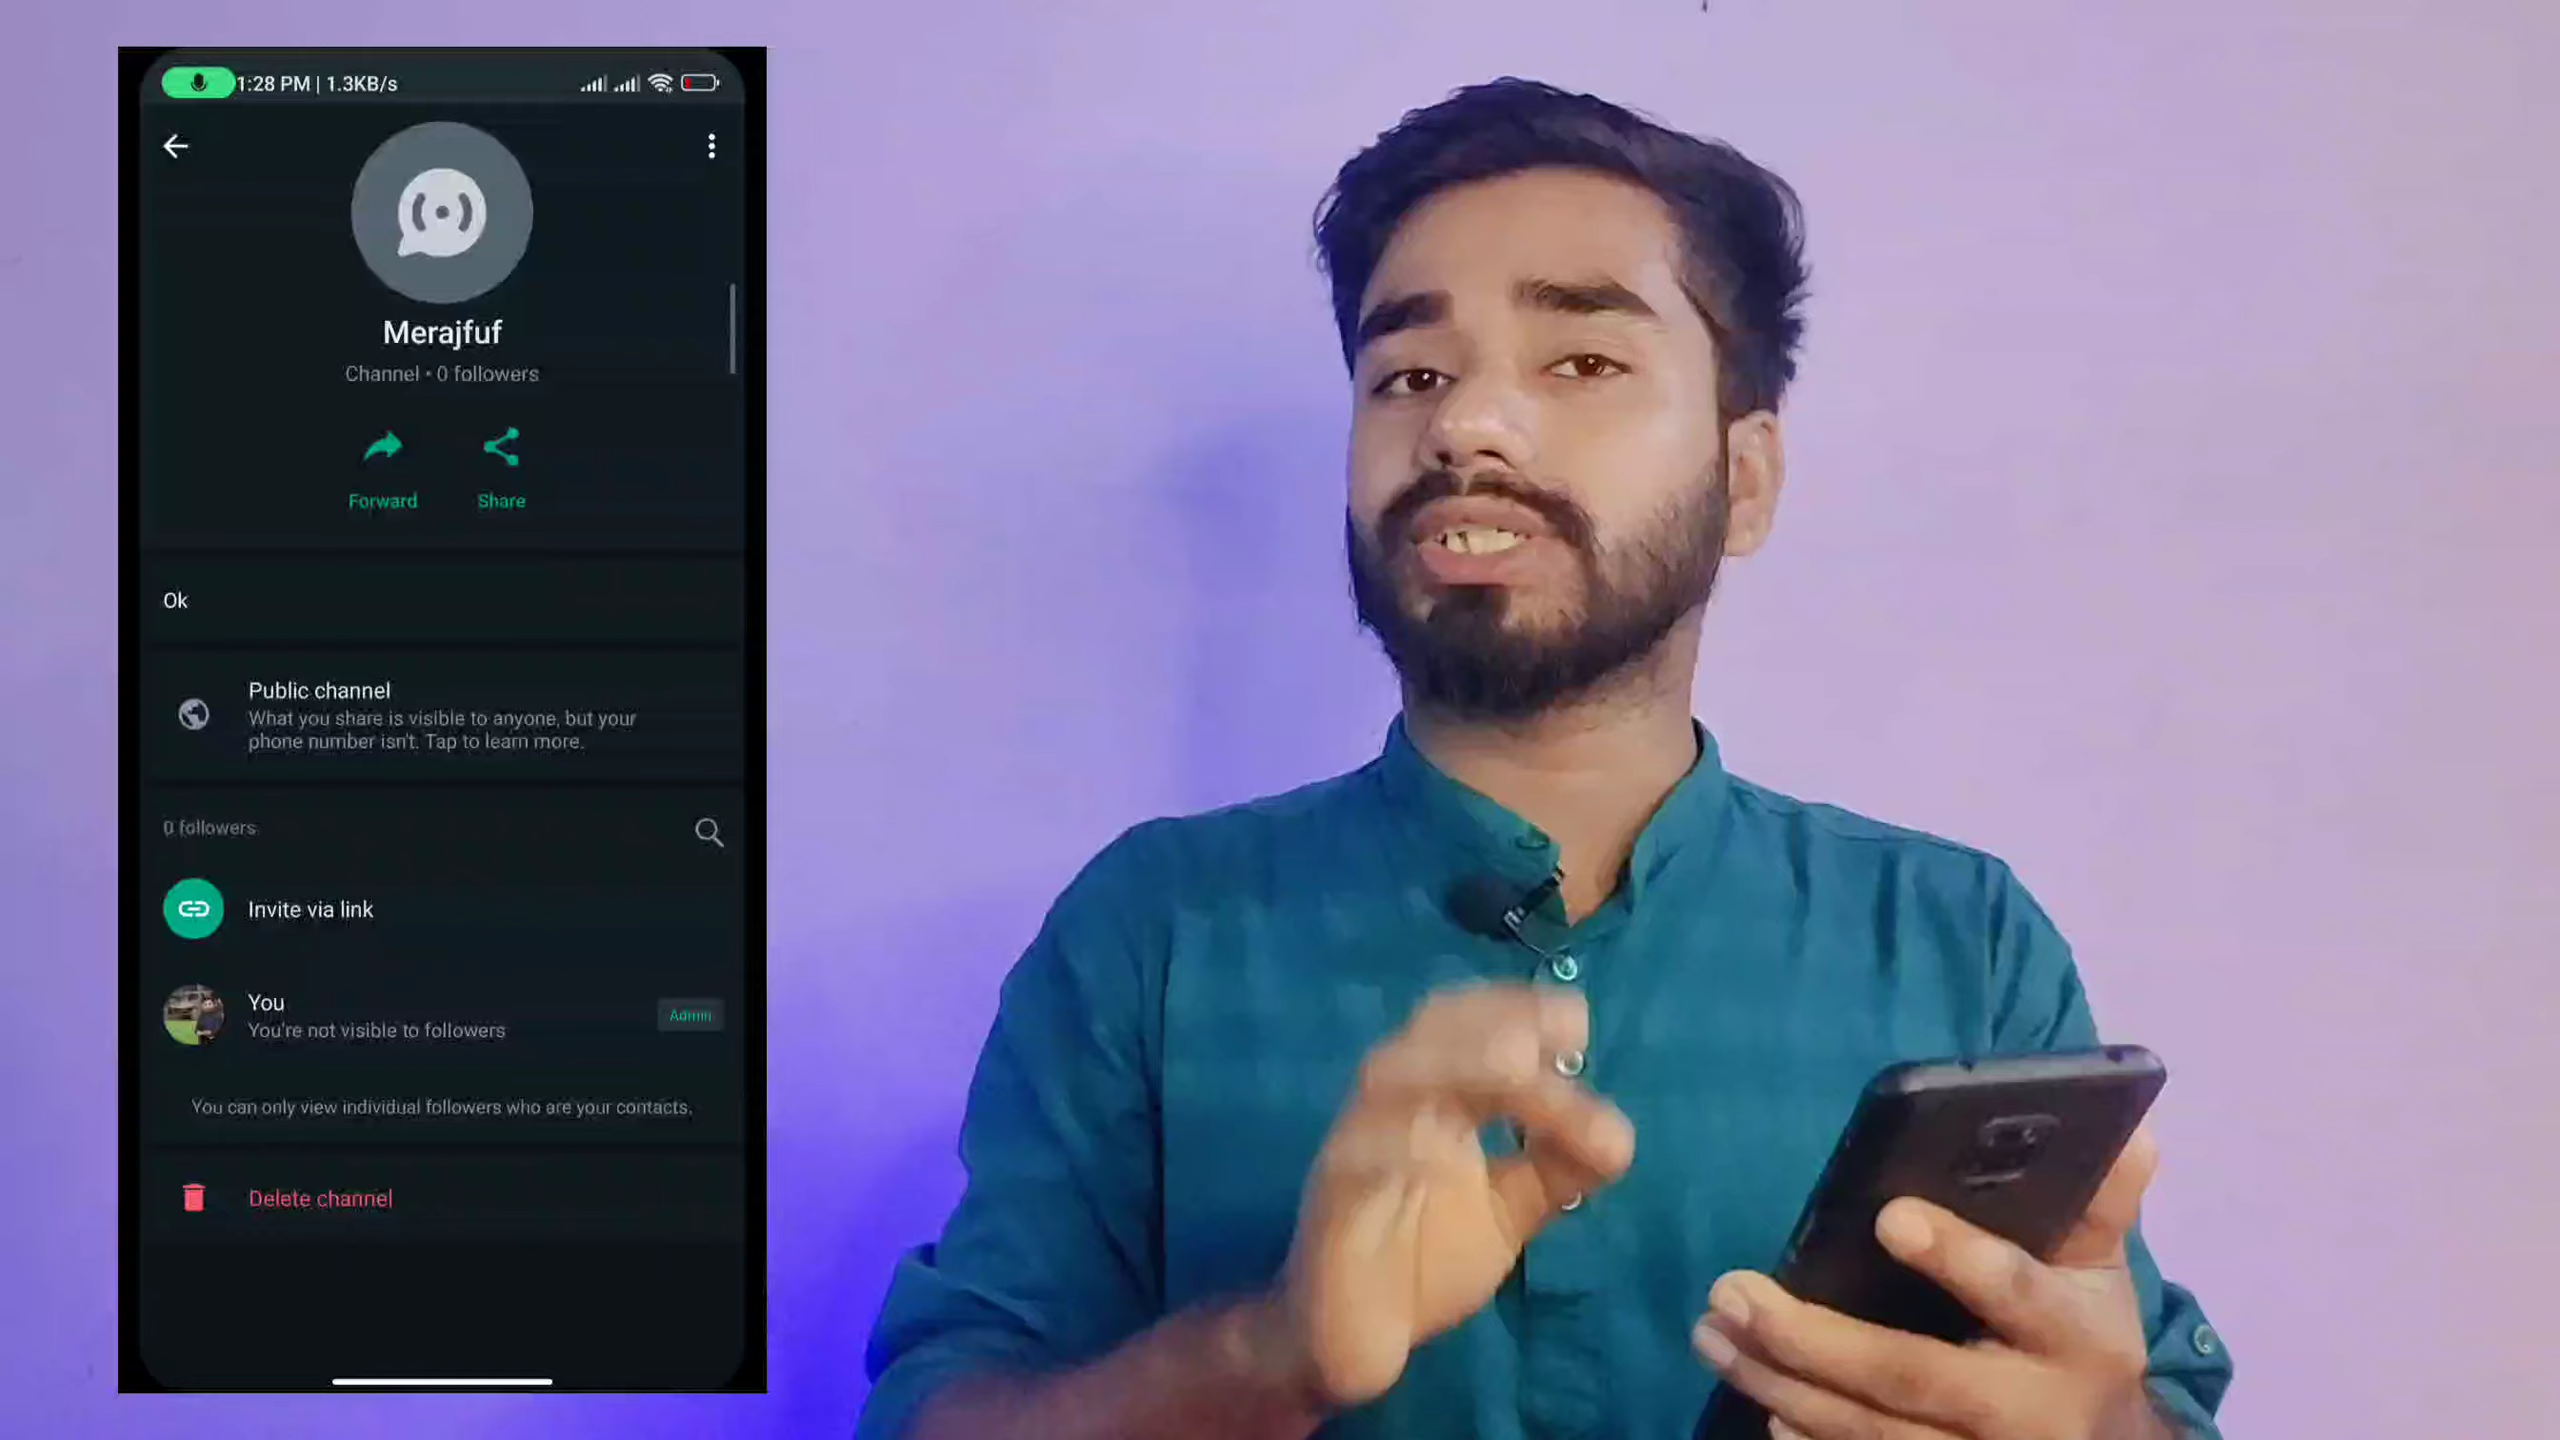 1:28 PM | 1.3KB/s
Merajfuf
Channel • 0 followers
Forward Share
Ok
Public channel
What you share is visible to anyone, but your
phone number isn't. Tap to learn more.
0 followers
Invite via link
You
You're not visible to followers
Admin
You can only view individual followers who are your contacts.
Delete channel